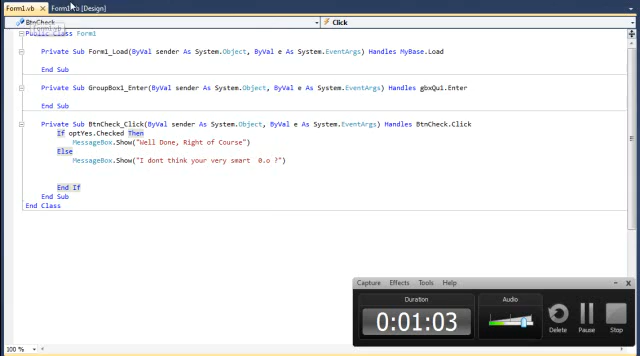 Form1.vb × Form1.vb [Design]
BtnCheck Click
Form1.vb
Public Class Form1
Private Sub Form1_Load(ByVal sender As System.Object, ByVal e As System.EventArgs) Handles MyBase.Load
End Sub
Private Sub GroupBox1_Enter(ByVal sender As System.Object, ByVal e As System.EventArgs) Handles gbxQu1.Enter
End Sub
Private Sub BtnCheck_Click(ByVal sender As System.Object, ByVal e As System.EventArgs) Handles BtnCheck.Click
If optYes.Checked Then
MessageBox.Show("Well Done, Right of Course")
Else
MessageBox.Show("I dont think your very smart 0.o ?")
End If
End Sub
End Class
Capture Effects Tools Help
Duration Audio
0:01:03
Delete Pause Stop
100 %